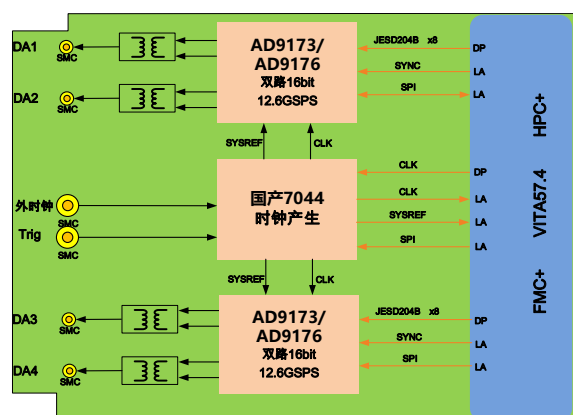 DA1
SMC
AD9173/
AD9176
双路16bit
12.6GSPS
JESD204B x8
DP
SYNC
LA
SPI
LA
DA2
SMC
SYSREF
CLK
HPC+
VITA57.4
FMC+
外时钟
SMC
Trig
SMC
国产7044
时钟产生
CLK
DP
CLK
LA
SYSREF
LA
SPI
LA
SYSREF
CLK
DA3
SMC
AD9173/
AD9176
双路16bit
12.6GSPS
JESD204B x8
DP
SYNC
LA
SPI
LA
DA4
SMC